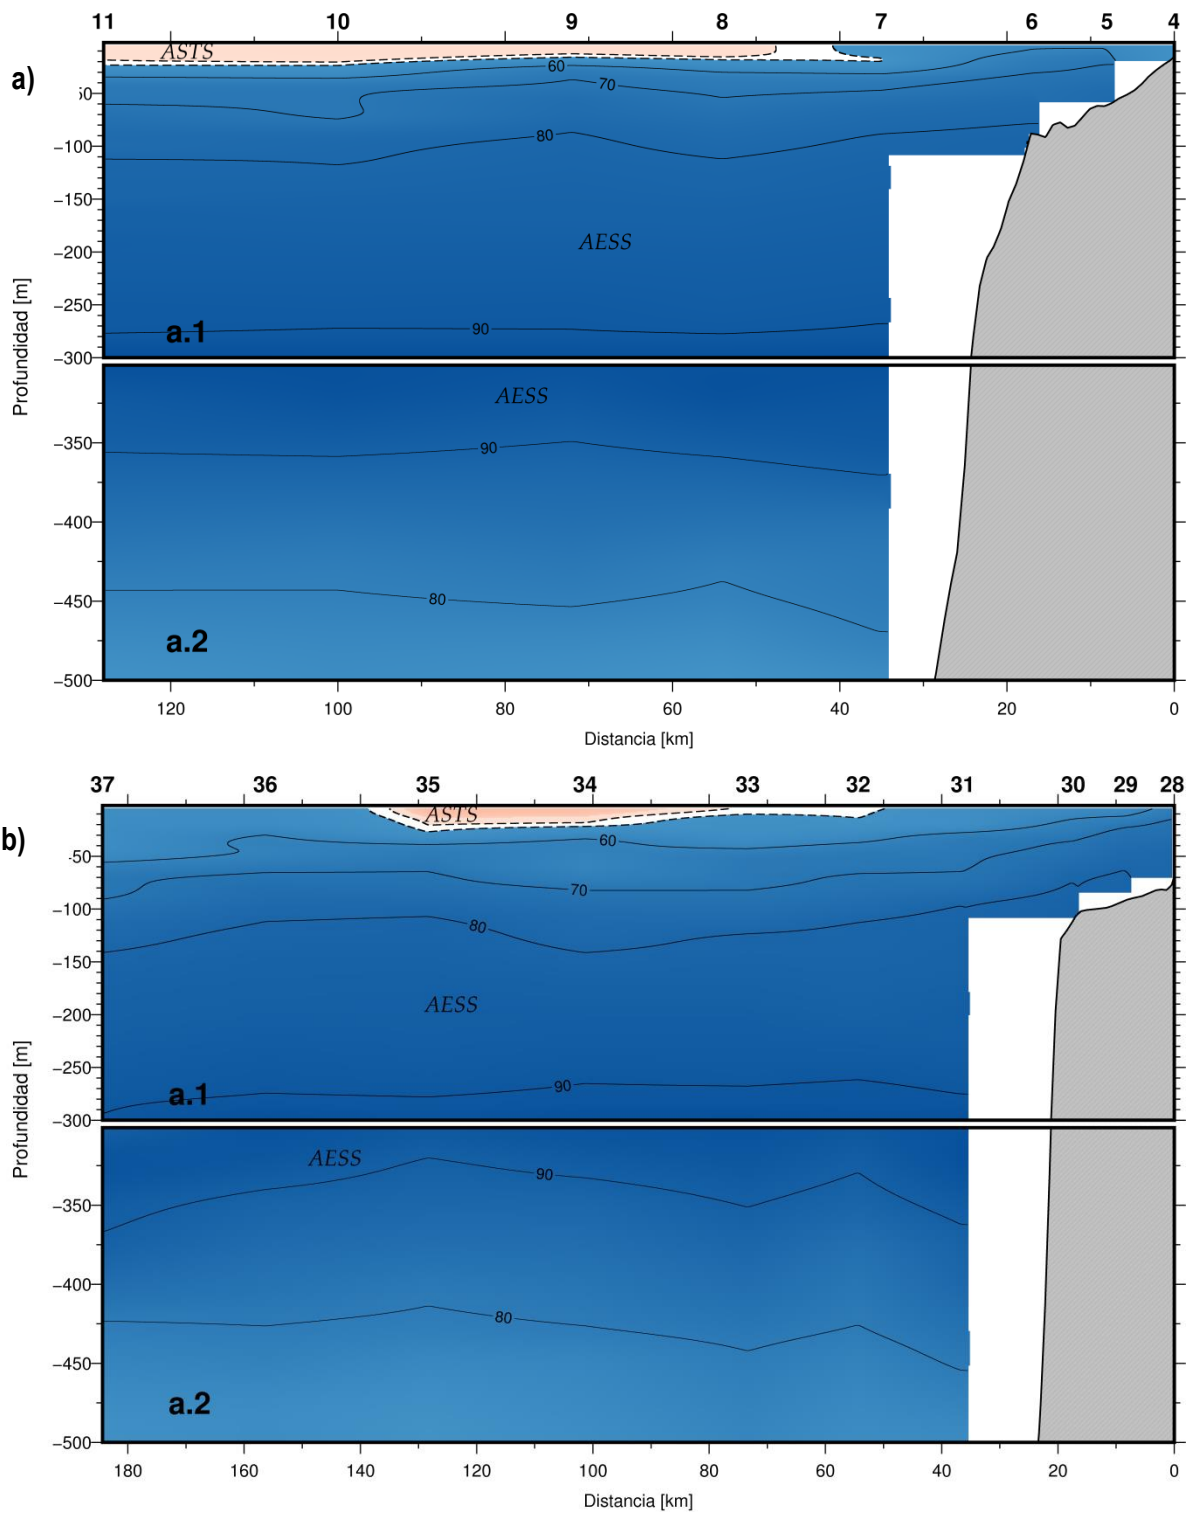 11 10 9 8 7 6 5 4
a)
ASTS
60
50
70
80
−100
−150
AESS
−200
−250
90
a.1
−300
Profundidad [m]
AESS
−350
90
−400
−450
80
a.2
−500
120 100 80 60 40 20 0
Distancia [km]
37 36 35 34 33 32 31 30 29 28
b)
ASTS
60
-50
70
−100
80
−150
AESS
−200
−250
90
a.1
−300
Profundidad [m]
AESS
90
−350
−400
80
−450
a.2
−500
180 160 140 120 100 80 60 40 20 0
Distancia [km]